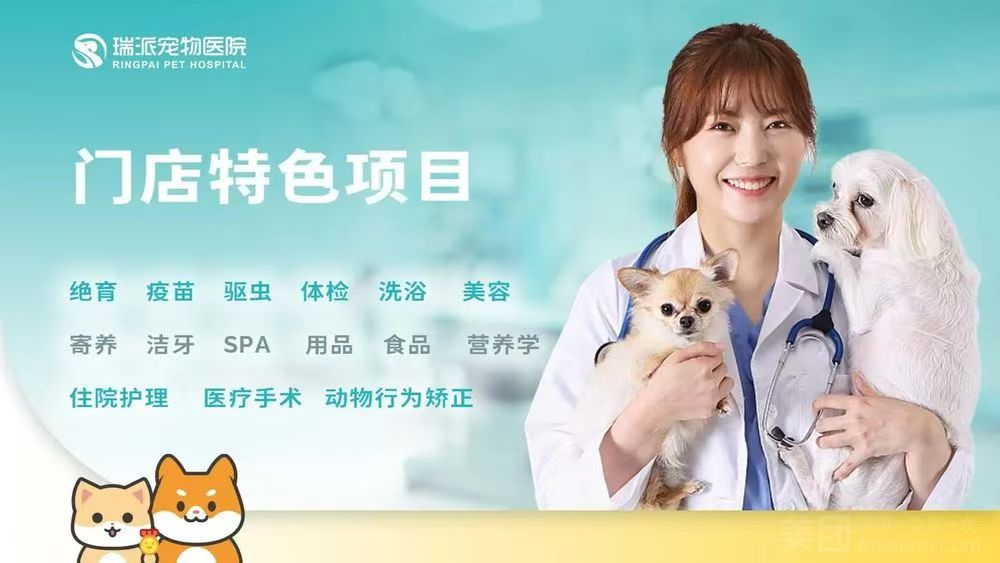 瑞派宠物医院
RINGPAI PET HOSPITAL
门店特色项目
绝育 疫苗 驱虫 体检 洗浴 美容
寄养 洁牙 SPA 用品 食品 营养学
住院护理 医疗手术 动物行为矫正
美团